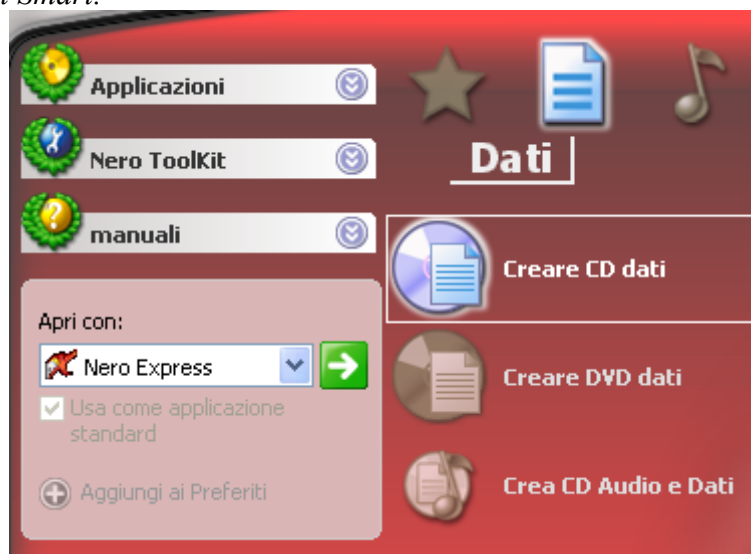 Smart.
Applicazioni
Nero ToolKit
manuali
Apri con:
Nero Express
Usa come applicazione
standard
Aggiungi ai Preferiti
Dati
Creare CD dati
Creare DVD dati
Crea CD Audio e Dati